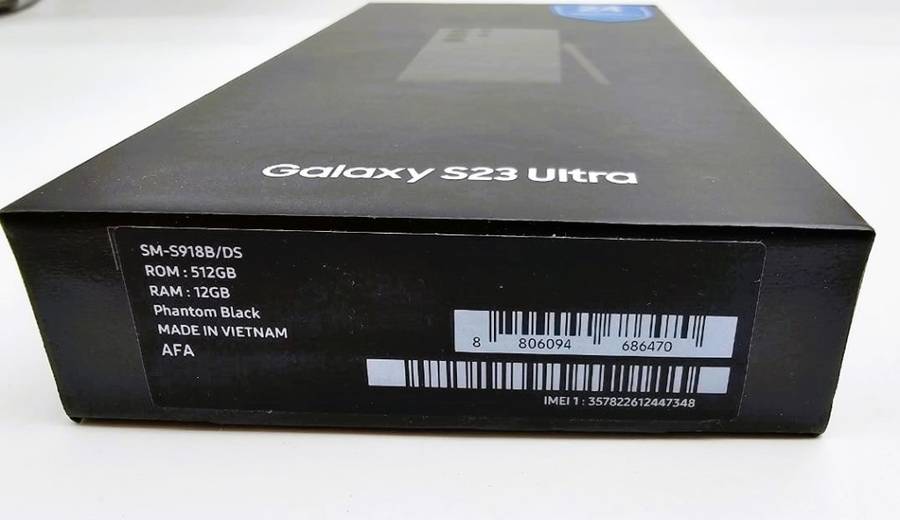 24
Galaxy S23 Ultra
SM-S918B/DS
ROM : 512GB
RAM : 12GB
Phantom Black
MADE IN VIETNAM
AFA
8 806094 686470
IMEI 1 : 357822612447348